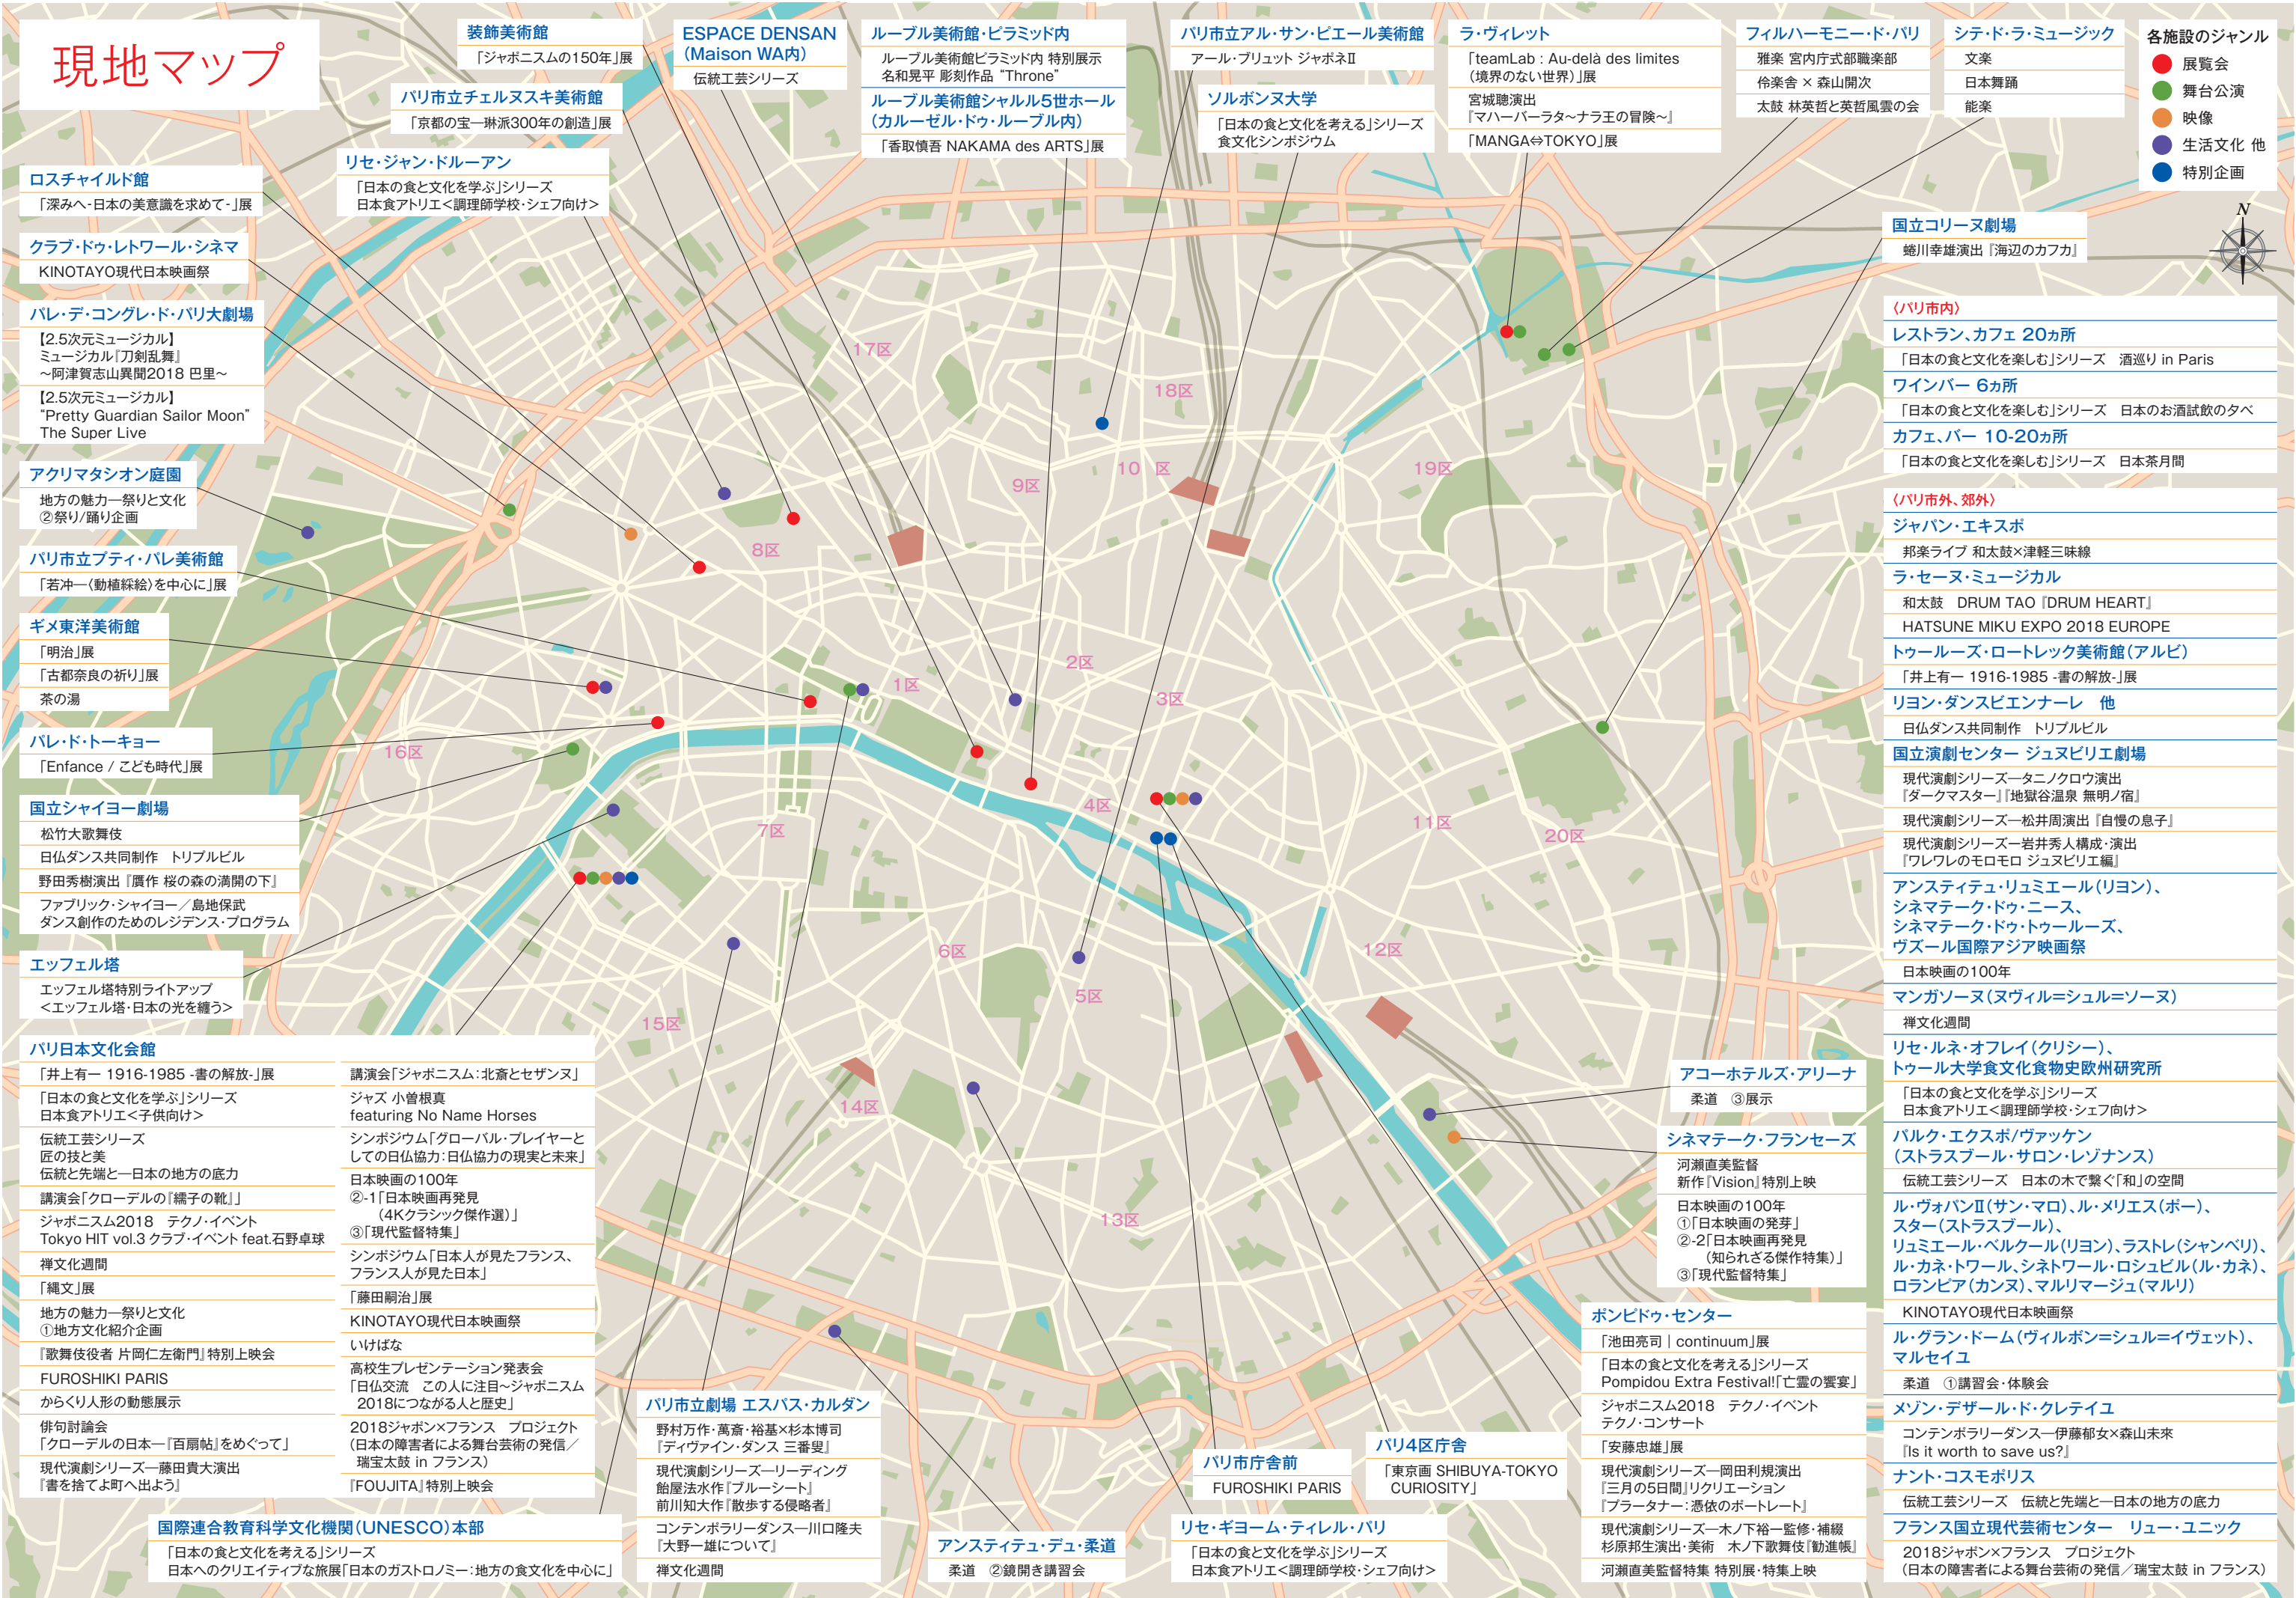 現地マップ
装飾美術館
「ジャポニスムの150年」展
パリ市立チェルヌスキ美術館
「京都の宝―琳派300年の創造」展
リセ・ジャン・ドルーアン
「日本の食と文化を学ぶ」シリーズ
日本食アトリエ<調理師学校・シェフ向け>
ESPACE DENSAN
(Maison WA内)
伝統工芸シリーズ
ルーブル美術館・ピラミッド内
ルーブル美術館ピラミッド内 特別展示
名和晃平 彫刻作品 “Throne”
ルーブル美術館シャルル5世ホール
(カルーゼル・ドゥ・ルーブル内)
「香取慎吾 NAKAMA des ARTS」展
パリ市立アル・サン・ピエール美術館
アール・ブリュット ジャポネⅡ
ソルボンヌ大学
「日本の食と文化を考える」シリーズ
食文化シンポジウム
ラ・ヴィレット
「teamLab : Au-delà des limites
(境界のない世界)」展
宮城聰演出
『マハーバーラタ〜ナラ王の冒険〜』
「MANGA⇔TOKYO」展
フィルハーモニー・ド・パリ
雅楽 宮内庁式部職楽部
伶楽舎 × 森山開次
太鼓 林英哲と英哲風雲の会
シテ・ド・ラ・ミュージック
文楽
日本舞踊
能楽
各施設のジャンル
展覧会
舞台公演
映像
生活文化 他
特別企画
N
ロスチャイルド館
「深みへ-日本の美意識を求めて-」展
クラブ・ドゥ・レトワール・シネマ
KINOTAYO現代日本映画祭
パレ・デ・コングレ・ド・パリ大劇場
【2.5次元ミュージカル】
ミュージカル『刀剣乱舞』
〜阿津賀志山異聞2018 巴里〜
【2.5次元ミュージカル】
“Pretty Guardian Sailor Moon”
The Super Live
アクリマタシオン庭園
地方の魅力―祭りと文化
②祭り/踊り企画
パリ市立プティ・パレ美術館
「若冲―〈動植綵絵〉を中心に」展
ギメ東洋美術館
「明治」展
「古都奈良の祈り」展
茶の湯
パレ・ド・トーキョー
「Enfance / こども時代」展
国立シャイヨー劇場
松竹大歌舞伎
日仏ダンス共同制作　トリプルビル
野田秀樹演出『贋作 桜の森の満開の下』
ファブリック・シャイヨー／島地保武
ダンス創作のためのレジデンス・プログラム
エッフェル塔
エッフェル塔特別ライトアップ
<エッフェル塔・日本の光を纏う>
17区
18区
10 区
9区
19区
8区
2区
1区
3区
16区
4区
7区
11区
20区
6区
12区
5区
15区
14区
13区
国立コリーヌ劇場
蜷川幸雄演出『海辺のカフカ』
〈パリ市内〉
レストラン、カフェ 20ヵ所
「日本の食と文化を楽しむ」シリーズ　酒巡り in Paris
ワインバー 6ヵ所
「日本の食と文化を楽しむ」シリーズ　日本のお酒試飲の夕べ
カフェ、バー 10-20ヵ所
「日本の食と文化を楽しむ」シリーズ　日本茶月間
〈パリ市外、郊外〉
ジャパン・エキスポ
邦楽ライブ 和太鼓×津軽三味線
ラ・セーヌ・ミュージカル
和太鼓　DRUM TAO『DRUM HEART』
HATSUNE MIKU EXPO 2018 EUROPE
トゥールーズ・ロートレック美術館(アルビ)
「井上有一 1916-1985 -書の解放-」展
リヨン・ダンスビエンナーレ　他
日仏ダンス共同制作　トリプルビル
国立演劇センター ジュヌビリエ劇場
現代演劇シリーズ―タニノクロウ演出
『ダークマスター』『地獄谷温泉 無明ノ宿』
現代演劇シリーズ―松井周演出『自慢の息子』
現代演劇シリーズー岩井秀人構成・演出
『ワレワレのモロモロ ジュヌビリエ編』
アンスティテュ・リュミエール(リヨン)、
シネマテーク・ドゥ・ニース、
シネマテーク・ドゥ・トゥールーズ、
ヴズール国際アジア映画祭
日本映画の100年
マンガソーヌ(ヌヴィル=シュル=ソーヌ)
禅文化週間
リセ・ルネ・オフレイ(クリシー)、
トゥール大学食文化食物史欧州研究所
「日本の食と文化を学ぶ」シリーズ
日本食アトリエ<調理師学校・シェフ向け>
パルク・エクスポ/ヴァッケン
(ストラスブール・サロン・レゾナンス)
伝統工芸シリーズ　日本の木で繋ぐ「和」の空間
ル・ヴォバンⅡ(サン・マロ)、ル・メリエス(ポー)、
スター(ストラスブール)、
リュミエール・ベルクール(リヨン)、ラストレ(シャンベリ)、
ル・カネ・トワール、シネトワール・ロシュビル(ル・カネ)、
ロランピア(カンヌ)、マルリマージュ(マルリ)
KINOTAYO現代日本映画祭
ル・グラン・ドーム(ヴィルボン=シュル=イヴェット)、
マルセイユ
柔道　①講習会・体験会
メゾン・デザール・ド・クレテイユ
コンテンポラリーダンス―伊藤郁女×森山未來
『Is it worth to save us?』
ナント・コスモポリス
伝統工芸シリーズ　伝統と先端と―日本の地方の底力
フランス国立現代芸術センター　リュー・ユニック
2018ジャポン×フランス　プロジェクト
(日本の障害者による舞台芸術の発信／瑞宝太鼓 in フランス)
パリ日本文化会館
「井上有一 1916-1985 -書の解放-」展
「日本の食と文化を学ぶ」シリーズ
日本食アトリエ<子供向け>
伝統工芸シリーズ
匠の技と美
伝統と先端と―日本の地方の底力
講演会「クローデルの『繻子の靴』」
ジャポニスム2018　テクノ・イベント
Tokyo HIT vol.3 クラブ・イベント feat.石野卓球
禅文化週間
「縄文」展
地方の魅力―祭りと文化
①地方文化紹介企画
『歌舞伎役者 片岡仁左衛門』特別上映会
FUROSHIKI PARIS
からくり人形の動態展示
俳句討論会
「クローデルの日本―『百扇帖』をめぐって」
現代演劇シリーズ―藤田貴大演出
『書を捨てよ町へ出よう』
講演会「ジャポニスム：北斎とセザンヌ」
ジャズ 小曽根真
featuring No Name Horses
シンポジウム「グローバル・プレイヤーと
しての日仏協力：日仏協力の現実と未来」
日本映画の100年
②-1「日本映画再発見
(4Kクラシック傑作選)」
③「現代監督特集」
シンポジウム「日本人が見たフランス、
フランス人が見た日本」
「藤田嗣治」展
KINOTAYO現代日本映画祭
いけばな
高校生プレゼンテーション発表会
「日仏交流　この人に注目〜ジャポニスム
2018につながる人と歴史」
2018ジャポン×フランス　プロジェクト
(日本の障害者による舞台芸術の発信／
瑞宝太鼓 in フランス)
『FOUJITA』特別上映会
国際連合教育科学文化機関(UNESCO)本部
「日本の食と文化を考える」シリーズ
日本へのクリエイティブな旅展「日本のガストロノミー：地方の食文化を中心に」
パリ市立劇場 エスパス・カルダン
野村万作・萬斎・裕基×杉本博司
『ディヴァイン・ダンス 三番叟』
現代演劇シリーズ―リーディング
飴屋法水作『ブルーシート』
前川知大作『散歩する侵略者』
コンテンポラリーダンス―川口隆夫
『大野一雄について』
禅文化週間
アンスティテュ・デュ・柔道
柔道　②鏡開き講習会
パリ市庁舎前
FUROSHIKI PARIS
パリ4区庁舎
「東京画 SHIBUYA-TOKYO
CURIOSITY」
リセ・ギヨーム・ティレル・パリ
「日本の食と文化を学ぶ」シリーズ
日本食アトリエ<調理師学校・シェフ向け>
アコーホテルズ・アリーナ
柔道　③展示
シネマテーク・フランセーズ
河瀨直美監督
新作『Vision』特別上映
日本映画の100年
①「日本映画の発芽」
②-2「日本映画再発見
(知られざる傑作特集)」
③「現代監督特集」
ポンピドゥ・センター
「池田亮司｜continuum」展
「日本の食と文化を考える」シリーズ
Pompidou Extra Festival!「亡霊の饗宴」
ジャポニスム2018　テクノ・イベント
テクノ・コンサート
「安藤忠雄」展
現代演劇シリーズ―岡田利規演出
『三月の5日間』リクリエーション
『プラータナー：憑依のポートレート』
現代演劇シリーズ―木ノ下裕一監修・補綴
杉原邦生演出・美術　木ノ下歌舞伎『勧進帳』
河瀨直美監督特集 特別展・特集上映